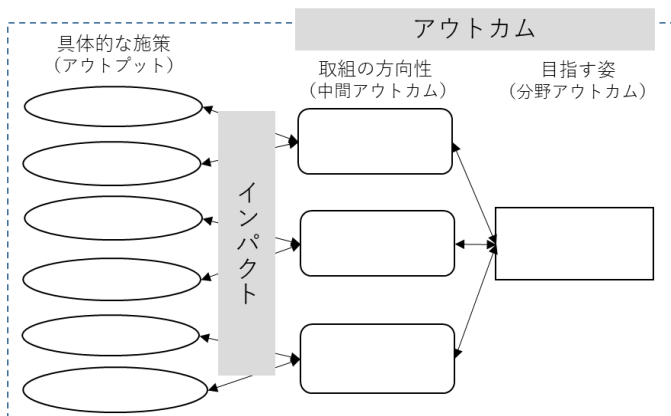 アウトカム
具体的な施策
（アウトプット）
取組の方向性
（中間アウトカム）
目指す姿
（分野アウトカム）
インパクト